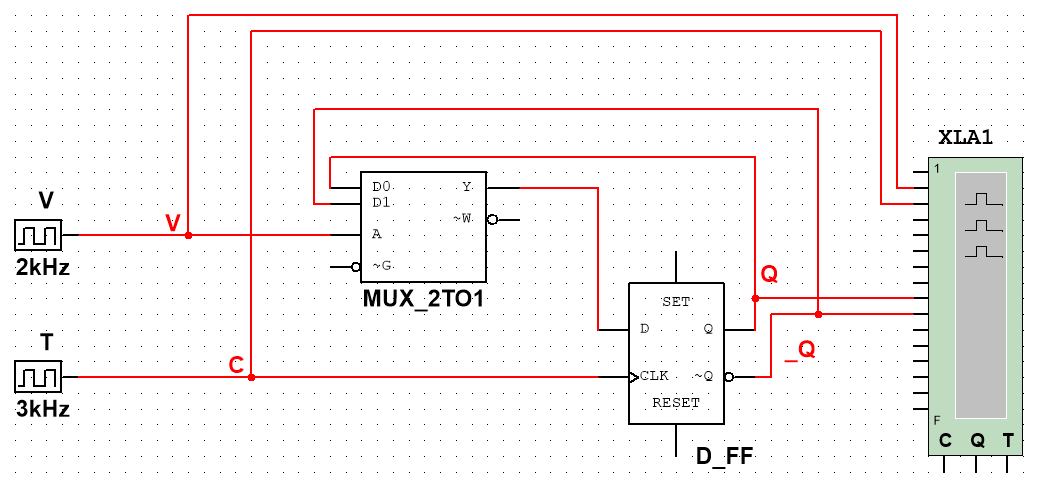 XLA1
1
V
V
2kHz
D0
D1
A
~G
Y
~W
MUX_2TO1
T
C
3kHz
SET
D
Q
CLK
~Q
RESET
D_FF
Q
_Q
F
C Q T